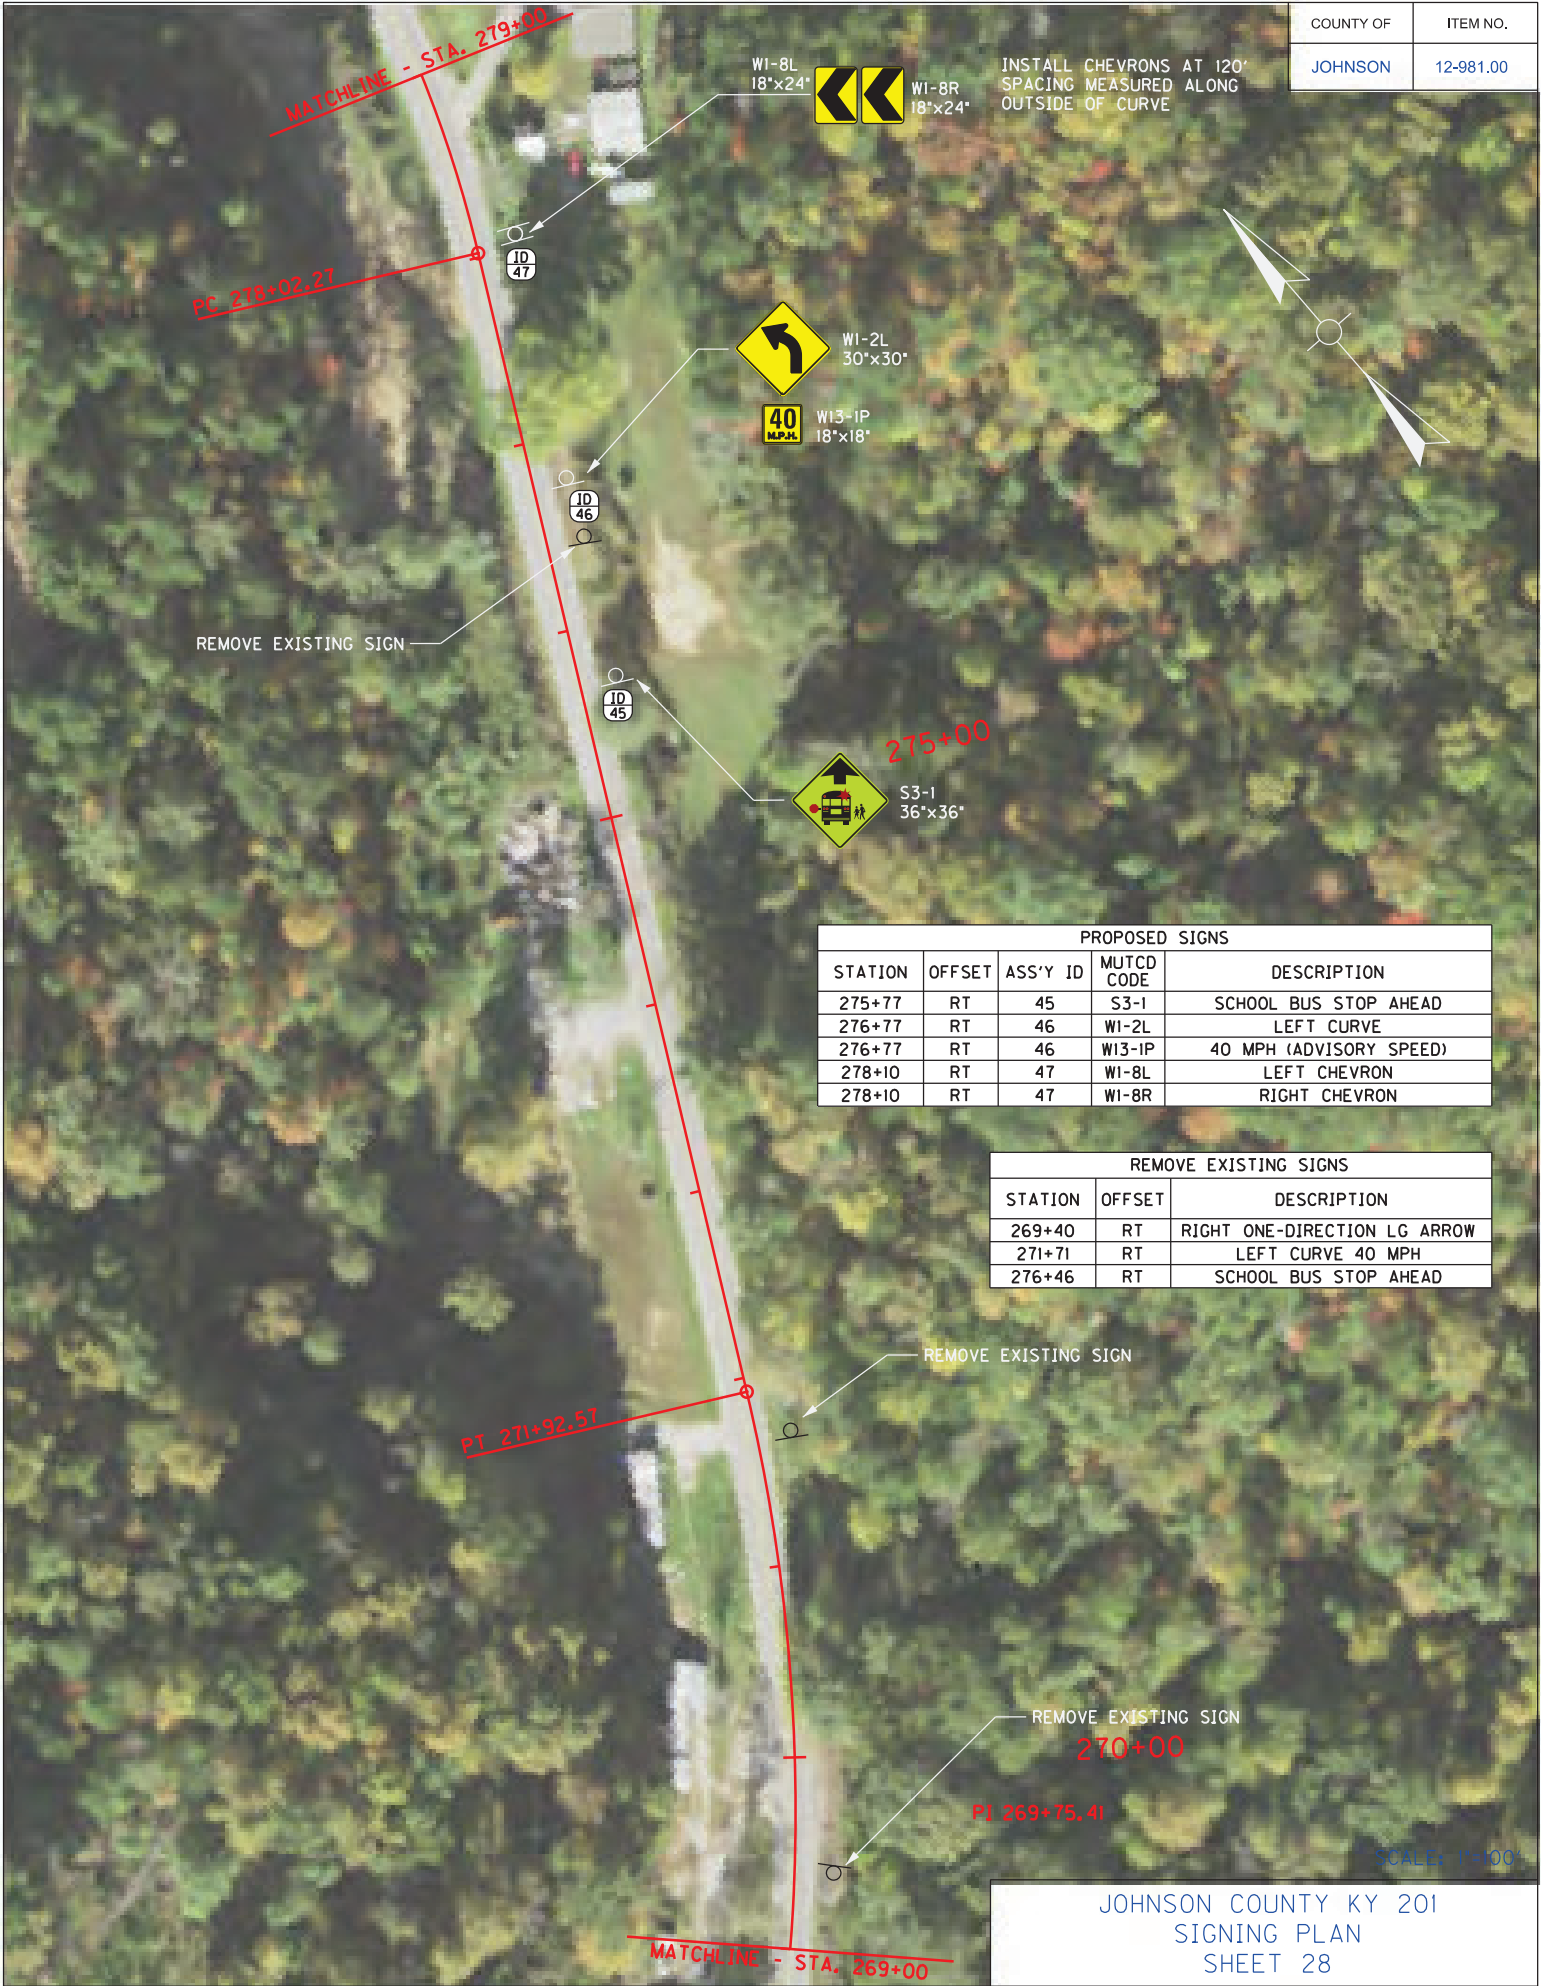 COUNTY OF
ITEM NO.
JOHNSON
12-981.00
MATCHLINE - STA. 279+00
W1-8L
18"x24"
W1-8R
18"x24"
INSTALL CHEVRONS AT 120'
SPACING MEASURED ALONG
OUTSIDE OF CURVE
ID
47
PC 278+02.27
W1-2L
30"x30"
40
M.P.H.
W13-1P
18"x18"
ID
46
REMOVE EXISTING SIGN
ID
45
275+00
S3-1
36"x36"
PROPOSED SIGNS
STATION OFFSET ASS'Y ID MUTCD CODE DESCRIPTION
275+77 RT 45 S3-1 SCHOOL BUS STOP AHEAD
276+77 RT 46 W1-2L LEFT CURVE
276+77 RT 46 W13-1P 40 MPH (ADVISORY SPEED)
278+10 RT 47 W1-8L LEFT CHEVRON
278+10 RT 47 W1-8R RIGHT CHEVRON
REMOVE EXISTING SIGNS
STATION OFFSET DESCRIPTION
269+40 RT RIGHT ONE-DIRECTION LG ARROW
271+71 RT LEFT CURVE 40 MPH
276+46 RT SCHOOL BUS STOP AHEAD
REMOVE EXISTING SIGN
PT 271+92.57
REMOVE EXISTING SIGN
270+00
PI 269+75.41
SCALE:
MATCHLINE - STA. 269+00
JOHNSON COUNTY KY 201
SIGNING PLAN
SHEET 28